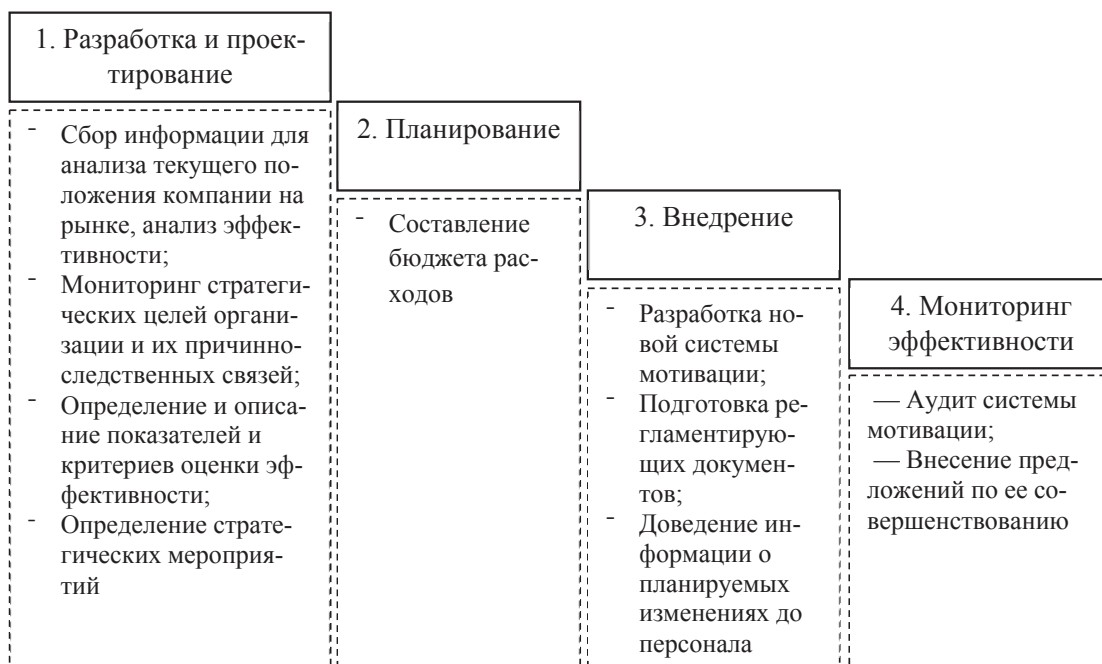 1. Разработка и проек-
тирование
- Сбор информации для
анализа текущего по-
ложения компании на
рынке, анализ эффек-
тивности;
- Мониторинг стратеги-
ческих целей органи-
зации и их причинно-
следственных связей;
- Определение и описа-
ние показателей и
критериев оценки эф-
фективности;
- Определение страте-
гических мероприя-
тий
2. Планирование
- Составление
бюджета рас-
ходов
3. Внедрение
- Разработка но-
вой системы
мотивации;
- Подготовка ре-
гламентирую-
щих докумен-
тов;
- Доведение ин-
формации о
планируемых
изменениях до
персонала
4. Мониторинг
эффективности
— Аудит системы
мотивации;
— Внесение пред-
ложений по ее со-
вершенствованию